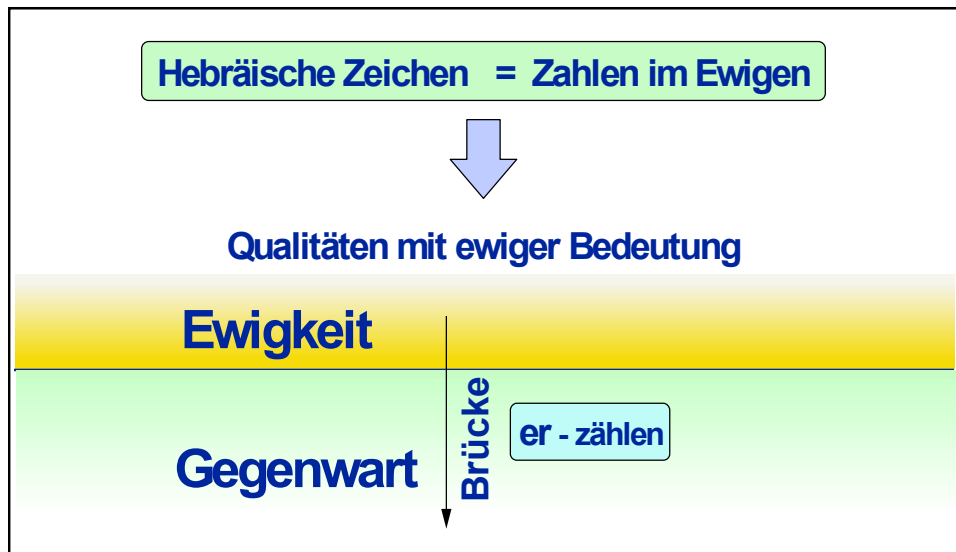 Hebräische Zeichen = Zahlen im Ewigen
Qualitäten mit ewiger Bedeutung
Ewigkeit
Brücke
er - zählen
Gegenwart